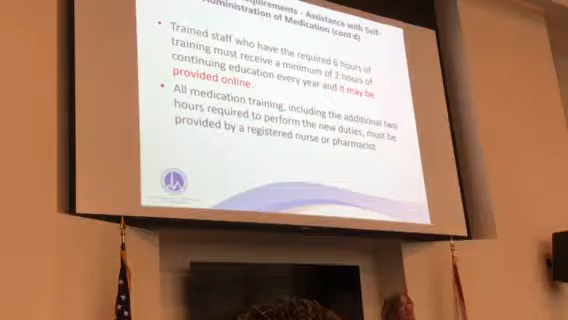 quirements - Assistance with Self-
Administration of Medication (cont'd)
• Trained staff who have the required 6 hours of
training must receive a minimum of 2 hours of
continuing education every year and it may be
provided online.
• All medication training, including the additional two
hours required to perform the new duties, must be
provided by a registered nurse or pharmacist